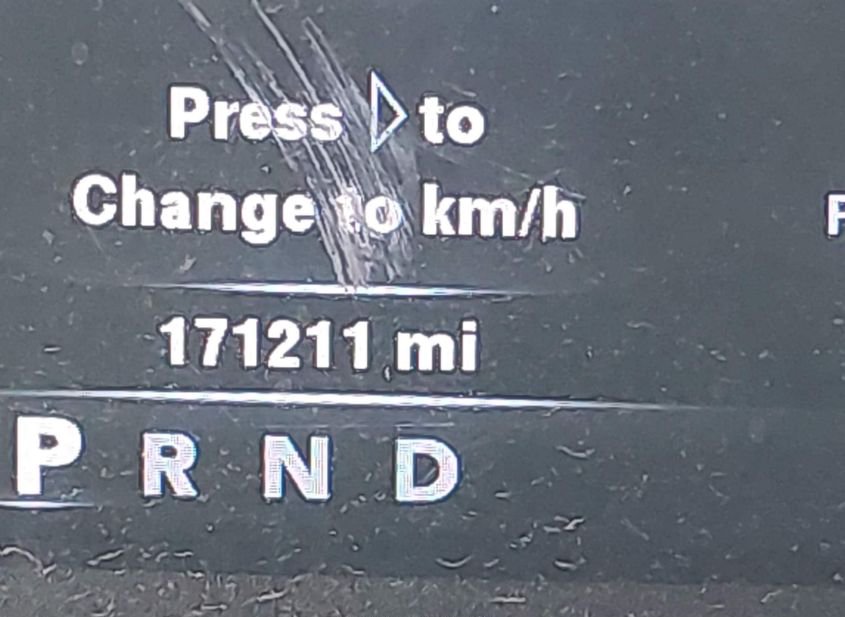 Press ▷ to
Change to km/h
171211 mi
P R N D